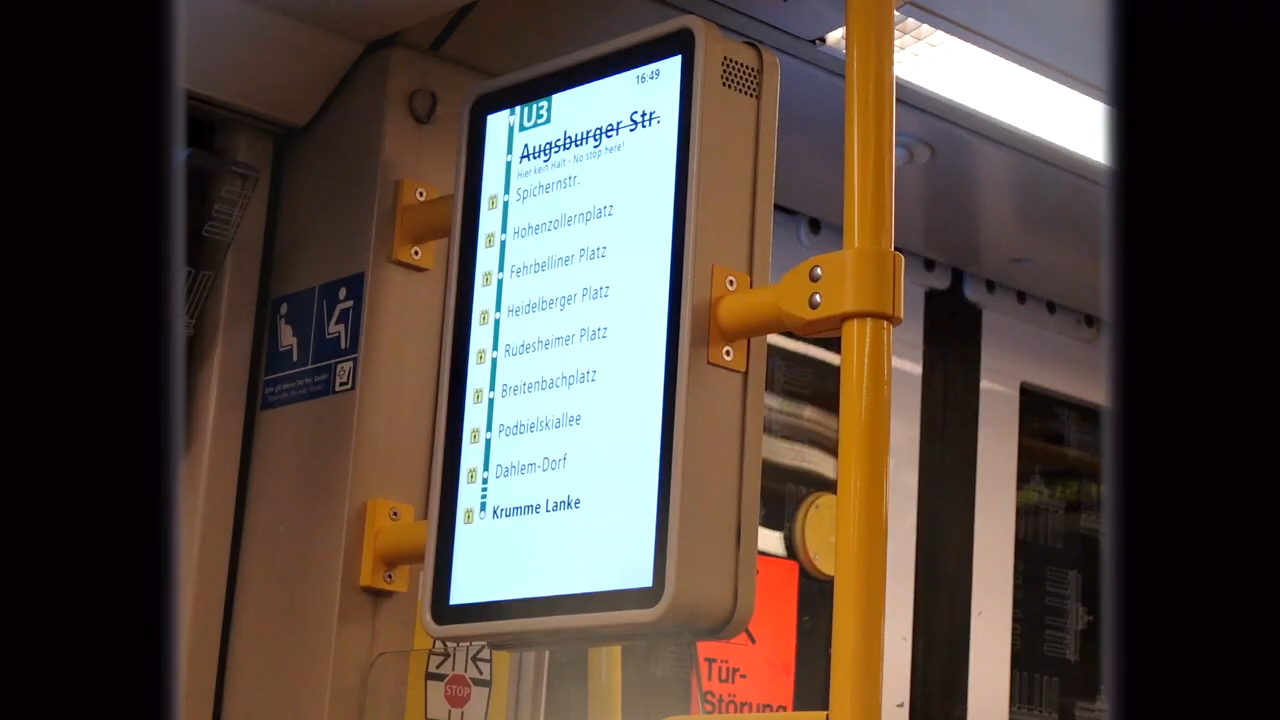 16:49
U3
Augsburger Str.
Hier kein Halt - No stop here!
Spichernstr.
Hohenzollernplatz
Fehrbelliner Platz
Heidelberger Platz
Rudesheimer Platz
Breitenbachplatz
Podbielskiallee
Dahlem-Dorf
Krumme Lanke
STOP
Tür-
Störung